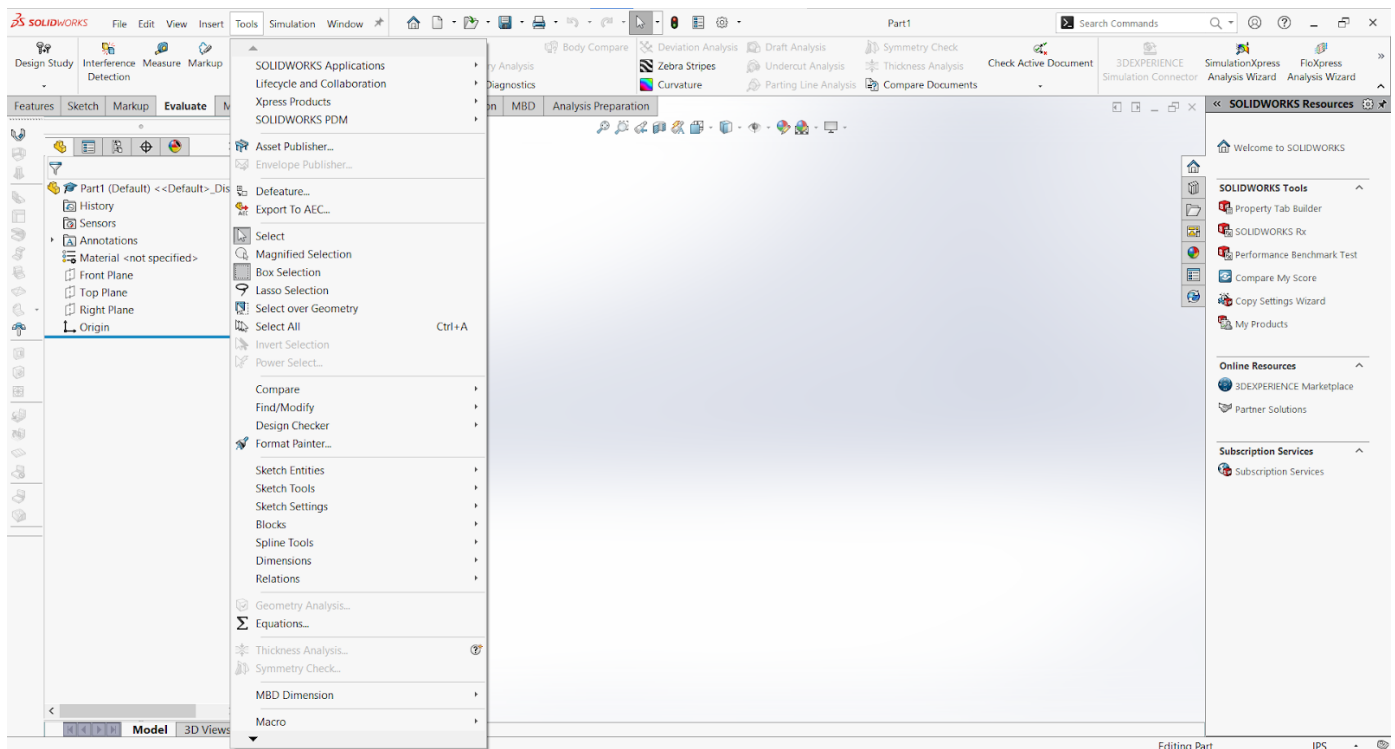 SOLIDWORKS File Edit View Insert Tools Simulation Window Part1 Search Commands
Design Study
Interference Detection
Measure
Markup
Body Compare
Deviation Analysis
Draft Analysis
Symmetry Check
ry Analysis
Zebra Stripes
Undercut Analysis
Thickness Analysis
Diagnostics
Curvature
Parting Line Analysis
Compare Documents
Check Active Document
3DEXPERIENCE
Simulation Connector
SimulationXpress
Analysis Wizard
FloXpress
Analysis Wizard
Features Sketch Markup Evaluate M
on MBD Analysis Preparation
Part1 (Default) <<Default>_Dis
History
Sensors
Annotations
Material <not specified>
Front Plane
Top Plane
Right Plane
Origin
SOLIDWORKS Applications
Lifecycle and Collaboration
Xpress Products
SOLIDWORKS PDM
Asset Publisher...
Envelope Publisher...
Defeature...
Export To AEC...
Select
Magnified Selection
Box Selection
Lasso Selection
Select over Geometry
Select All Ctrl+A
Invert Selection
Power Select...
Compare
Find/Modify
Design Checker
Format Painter...
Sketch Entities
Sketch Tools
Sketch Settings
Blocks
Spline Tools
Dimensions
Relations
Geometry Analysis...
Equations...
Thickness Analysis...
Symmetry Check...
MBD Dimension
Macro
SOLIDWORKS Resources
Welcome to SOLIDWORKS
SOLIDWORKS Tools
Property Tab Builder
SOLIDWORKS Rx
Performance Benchmark Test
Compare My Score
Copy Settings Wizard
My Products
Online Resources
3DEXPERIENCE Marketplace
Partner Solutions
Subscription Services
Subscription Services
Model 3D Views
Editing Part IPS